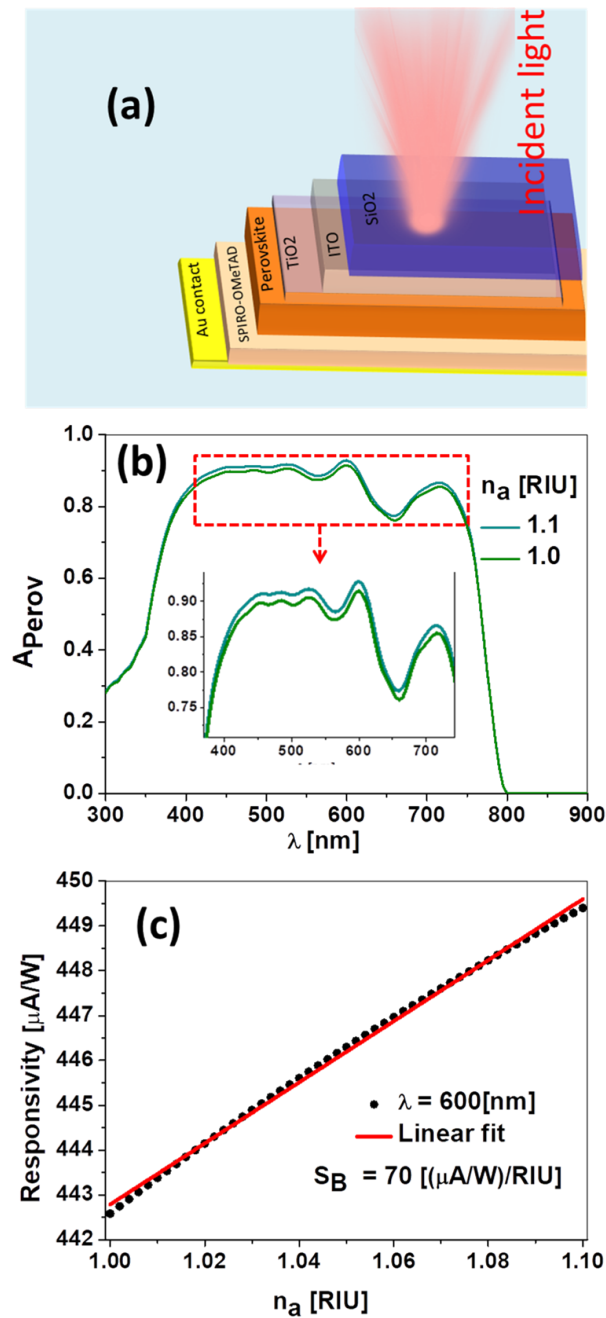 (a)
Incident light
SiO2
ITO
TiO2
Perovskite
SPIRO-OMeTAD
Au contact
(b)
1.0
0.8
0.6
0.4
0.2
0.0
A_Perov
n_a [RIU]
1.1
1.0
0.90
0.85
0.80
0.75
400 500 600 700
300 400 500 600 700 800 900
λ [nm]
(c)
450
449
448
447
446
445
444
443
442
Responsivity [μA/W]
λ = 600[nm]
Linear fit
S_B = 70 [(μA/W)/RIU]
1.00 1.02 1.04 1.06 1.08 1.10
n_a [RIU]